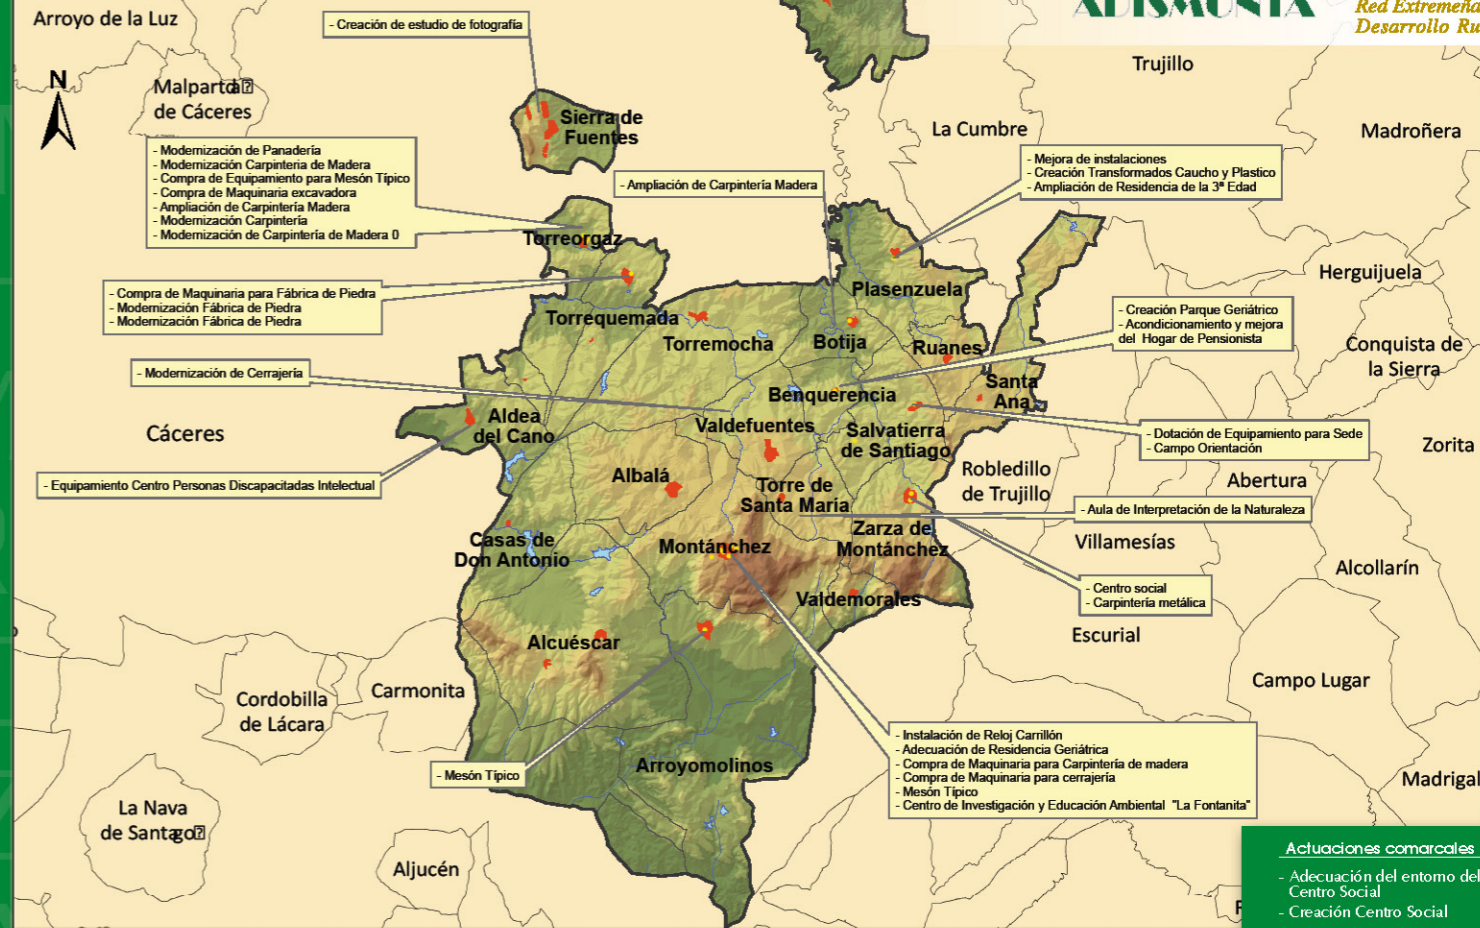 ADISMONTA
Red Extremeña
Desarrollo Ru
Arroyo de la Luz
N
Malpartida
de Cáceres
- Creación de estudio de fotografía
Sierra de
Fuentes
Trujillo
La Cumbre
Madroñera
- Modernización de Panadería
- Modernización Carpinteria de Madera
- Compra de Equipamiento para Mesón Típico
- Compra de Maquinaria excavadora
- Ampliación de Carpintería Madera
- Modernización Carpintería
- Modernización de Carpintería de Madera 0
- Ampliación de Carpintería Madera
- Mejora de instalaciones
- Creación Transformados Caucho y Plastico
- Ampliación de Residencia de la 3ª Edad
Torreorgaz
Herguijuela
Plasenzuela
- Compra de Maquinaria para Fábrica de Piedra
- Modernización Fábrica de Piedra
- Modernización Fábrica de Piedra
Torrequemada
Torremocha
Botija
Ruanes
- Creación Parque Geriátrico
- Acondicionamiento y mejora
del Hogar de Pensionista
Conquista de
la Sierra
- Modernización de Cerrajería
Santa
Ana
Benquerencia
Aldea
del Cano
Valdefuentes
Salvatierra
de Santiago
Cáceres
- Dotación de Equipamiento para Sede
- Campo Orientación
Zorita
- Equipamiento Centro Personas Discapacitadas Intelectual
Albalá
Torre de
Santa María
Robledillo
de Trujillo
Abertura
- Aula de Interpretación de la Naturaleza
Casas de
Don Antonio
Montánchez
Zarza de
Montánchez
Villamesías
Alcollarín
Valdemorales
- Centro social
- Carpintería metálica
Escurial
Alcuéscar
Campo Lugar
Cordobilla
de Lácara
Carmonita
- Instalación de Reloj Carrillón
- Adecuación de Residencia Geriátrica
- Compra de Maquinaria para Carpintería de madera
- Compra de Maquinaria para cerrajería
- Mesón Típico
- Centro de Investigación y Educación Ambiental "La Fontanita"
- Mesón Típico
Arroyomolinos
Madrigal
La Nava
de Santiago
Aljucén
Actuaciones comarcales
- Adecuación del entorno del
Centro Social
- Creación Centro Social